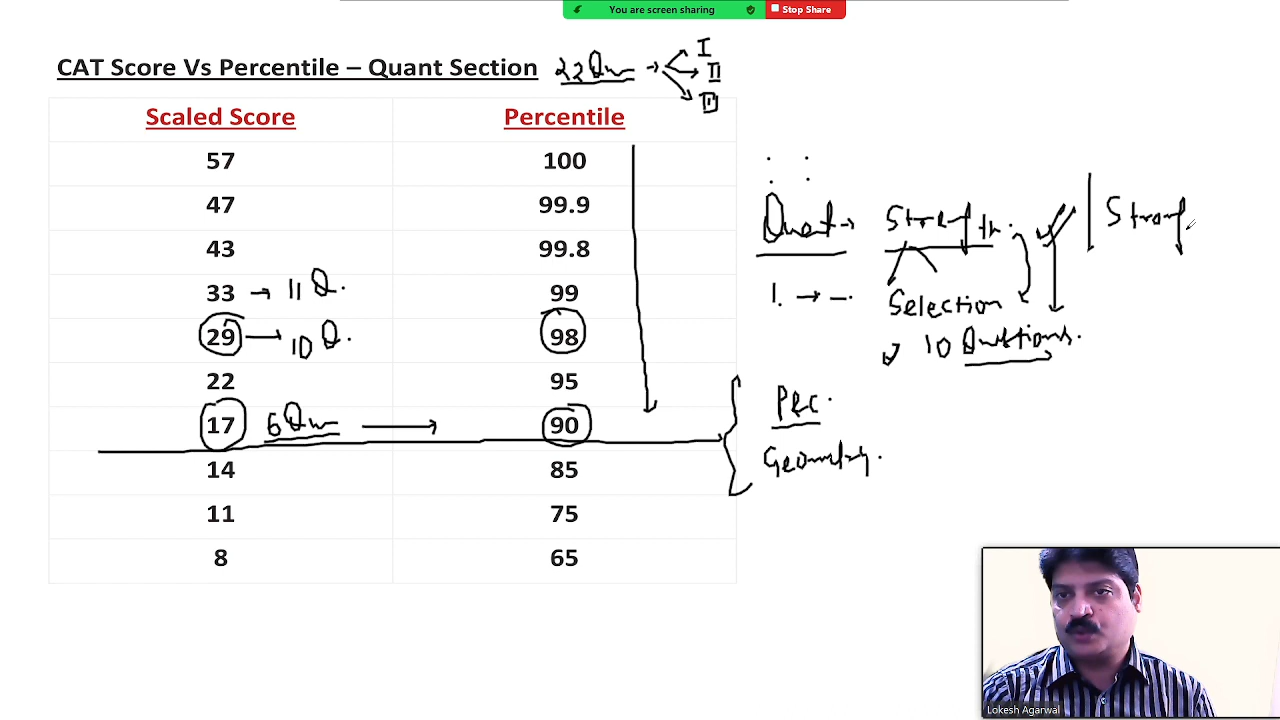 You are screen sharing Stop Share
CAT Score Vs Percentile – Quant Section 22 Qus → I
II
III
Scaled Score Percentile
57 100
47 99.9
43 99.8
33 → 11 Q. 99
29 → 10 Q. 98
22 95
17 6 Qus → 90
14 85
11 75
8 65
Quant → Strength. Strong
1. → –. Selection
10 Questions.
P&C.
Geometry.
Lokesh Agarwal